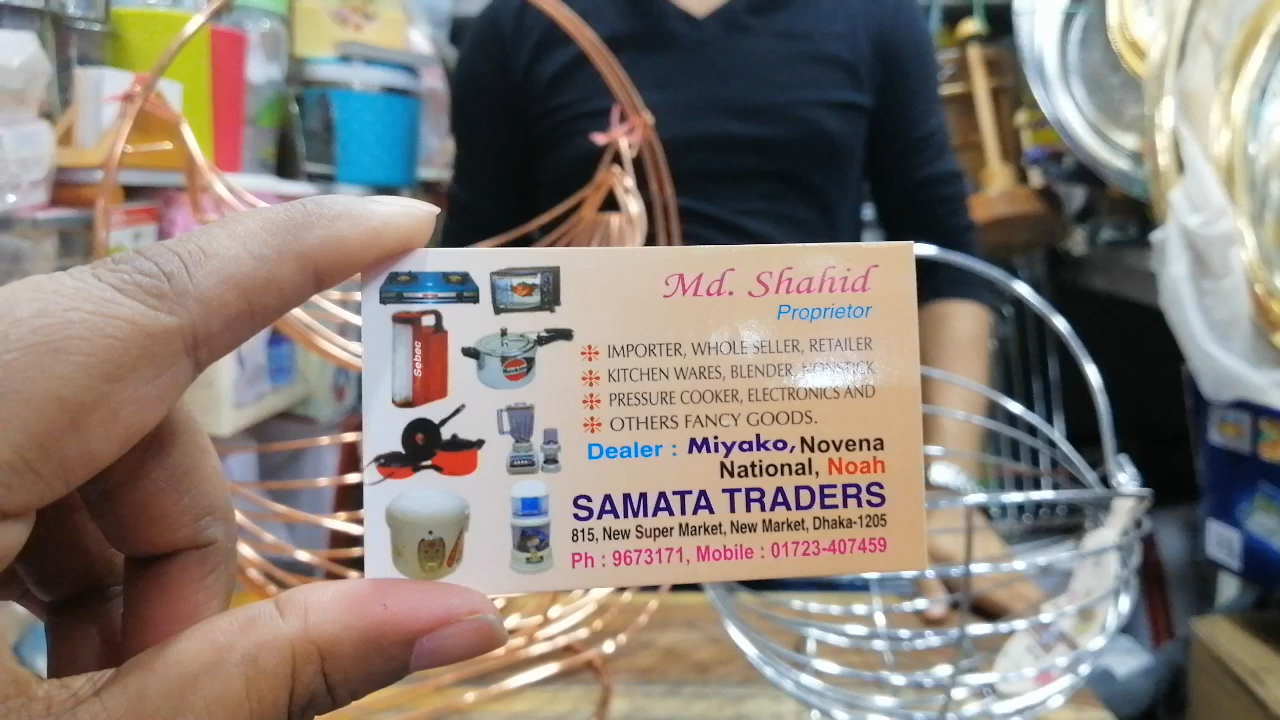 Md. Shahid
Proprietor
IMPORTER, WHOLE SELLER, RETAILER
KITCHEN WARES, BLENDER, NONSTICK
PRESSURE COOKER, ELECTRONICS AND
OTHERS FANCY GOODS.
Dealer : Miyako, Novena
National, Noah
SAMATA TRADERS
815, New Super Market, New Market, Dhaka-1205
Ph : 9673171, Mobile : 01723-407459
Sebec